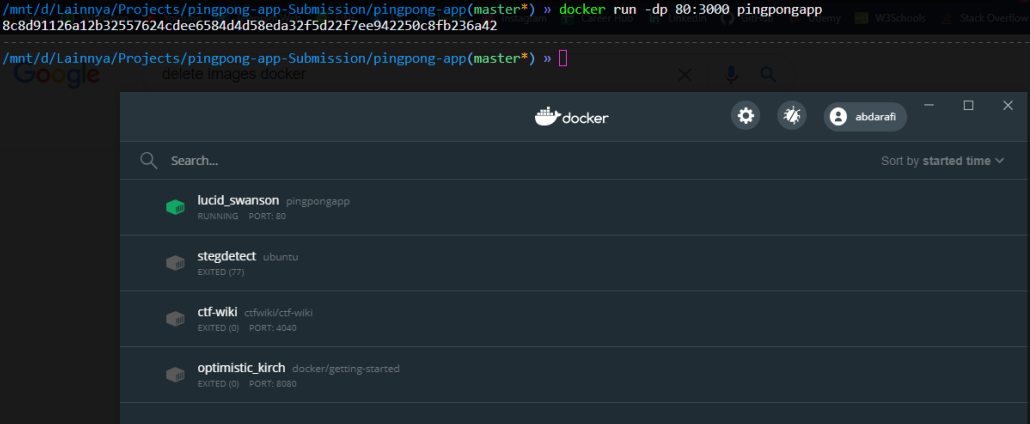 /mnt/d/Lainnya/Projects/pingpong-app-Submission/pingpong-app(master*) » docker run -dp 80:3000 pingpongapp
Instagram Career Hub LinkedIn GitHub Udemy W3Schools Stack Overflow
8c8d91126a12b32557624cdee6584d4d58eda32f5d22f7ee942250c8fb236a42
/mnt/d/Lainnya/Projects/pingpong-app-Submission/pingpong-app(master*) »
Google delete images docker
docker
abdarafi
Search...
Sort by started time
lucid_swanson pingpongapp
RUNNING PORT: 80
stegdetect ubuntu
EXITED (77)
ctf-wiki ctfwiki/ctf-wiki
EXITED (0) PORT: 4040
optimistic_kirch docker/getting-started
EXITED (0) PORT: 8080